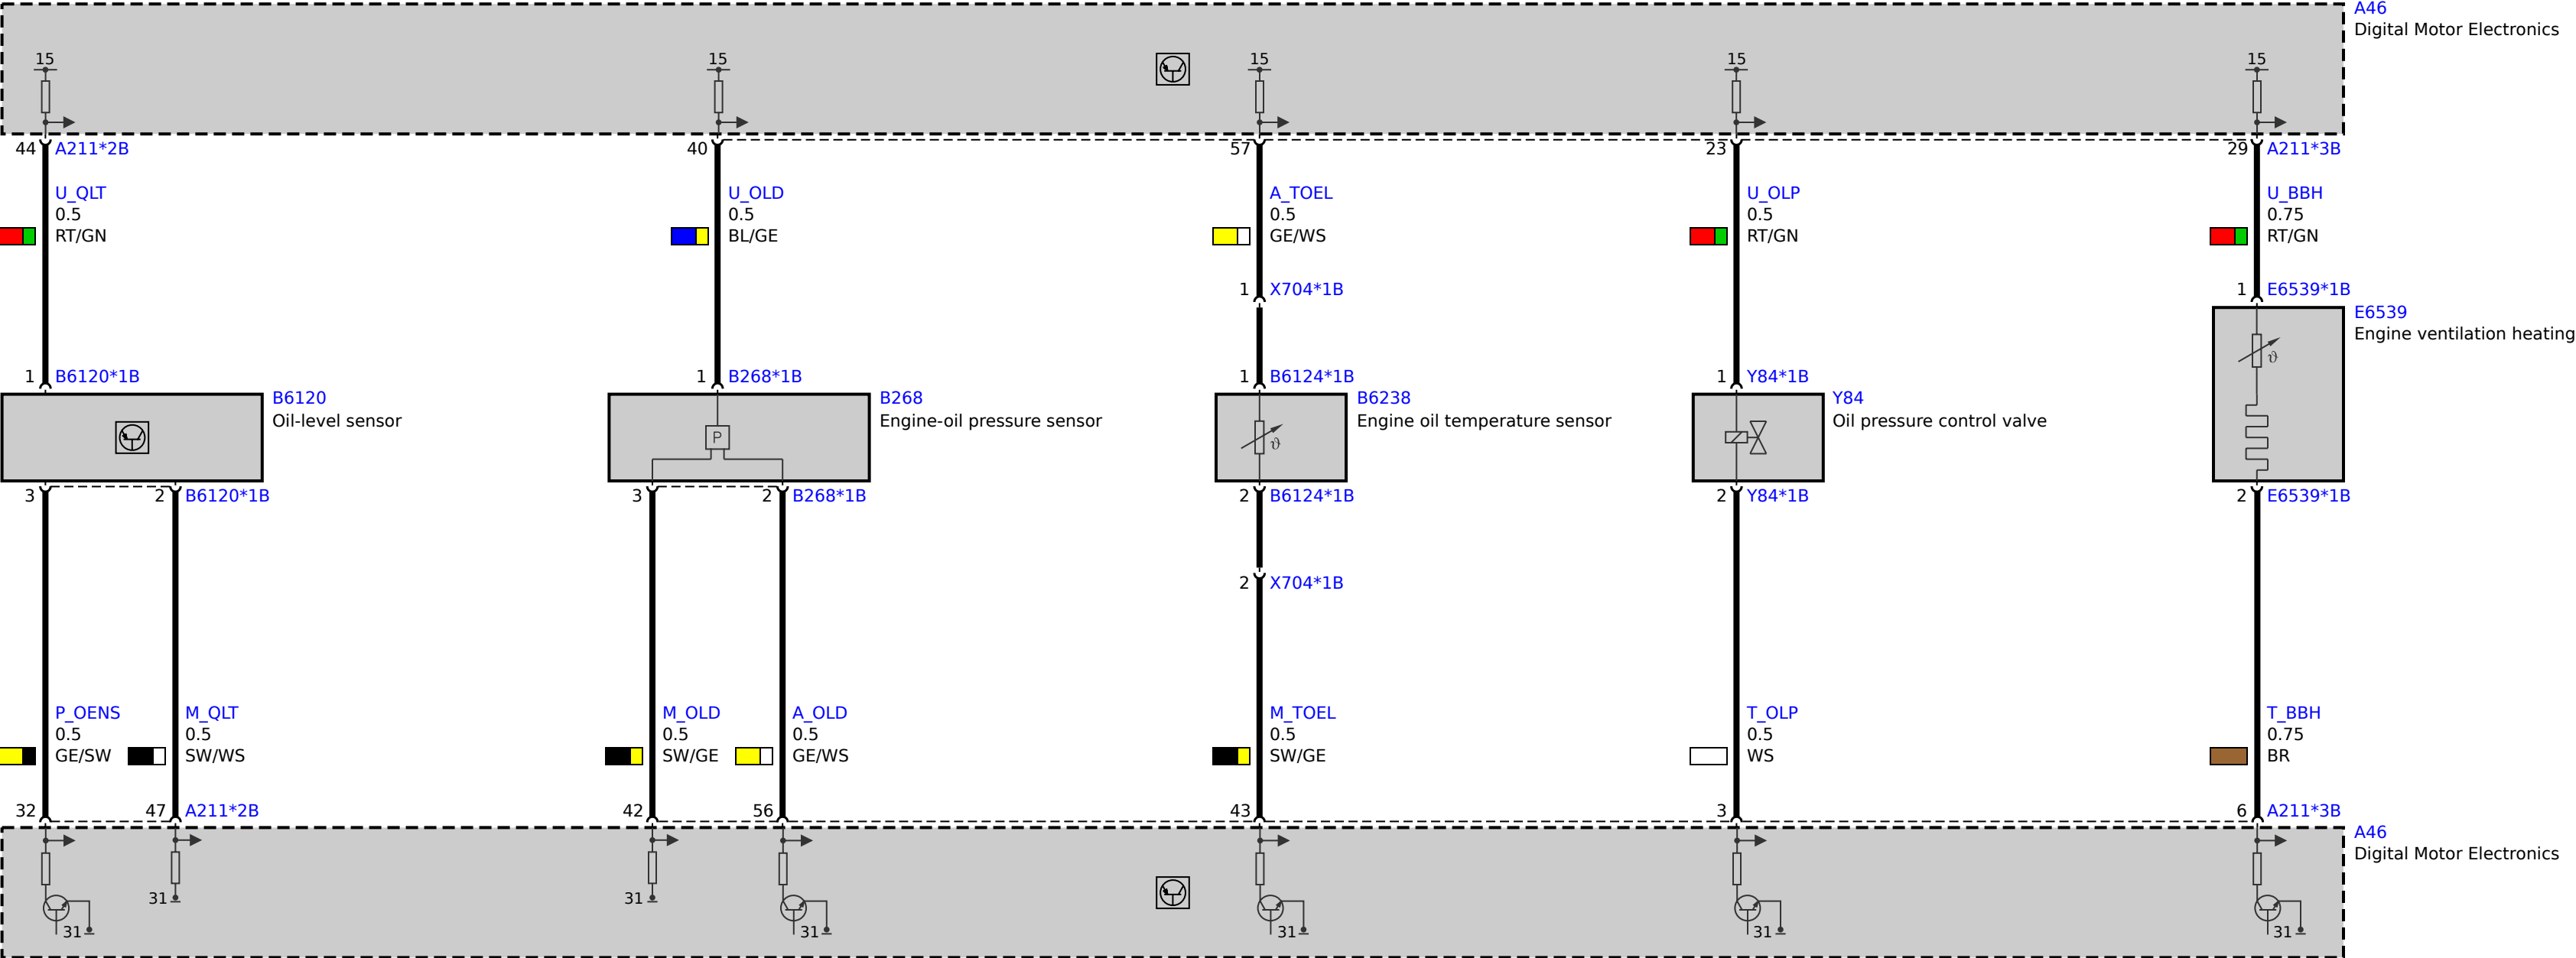 A46
Digital Motor Electronics
15 15 15 15 15
44 A211*2B 40 57 23 29 A211*3B
U_QLT U_OLD A_TOEL U_OLP U_BBH
0.5 0.5 0.5 0.5 0.75
RT/GN BL/GE GE/WS RT/GN RT/GN
1 X704*1B 1 E6539*1B
E6539
Engine ventilation heating
ϑ
1 B6120*1B 1 B268*1B 1 B6124*1B 1 Y84*1B
B6120 B268 B6238 Y84
Oil-level sensor Engine-oil pressure sensor Engine oil temperature sensor Oil pressure control valve
P ϑ
3 2 B6120*1B 3 2 B268*1B 2 B6124*1B 2 Y84*1B 2 E6539*1B
2 X704*1B
P_OENS M_QLT M_OLD A_OLD M_TOEL T_OLP T_BBH
0.5 0.5 0.5 0.5 0.5 0.5 0.75
GE/SW SW/WS SW/GE GE/WS SW/GE WS BR
32 47 A211*2B 42 56 43 3 6 A211*3B
A46
Digital Motor Electronics
31 31
31 31 31 31 31